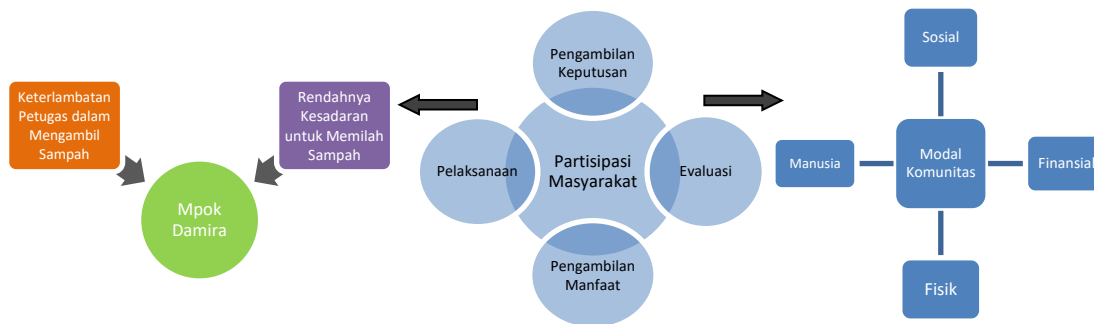 Keterlambatan
Petugas dalam
Mengambil
Sampah
Rendahnya
Kesadaran
untuk Memilah
Sampah
Mpok
Damira
Pengambilan
Keputusan
Pelaksanaan
Partisipasi
Masyarakat
Evaluasi
Pengambilan
Manfaat
Sosial
Manusia
Modal
Komunitas
Finansial
Fisik